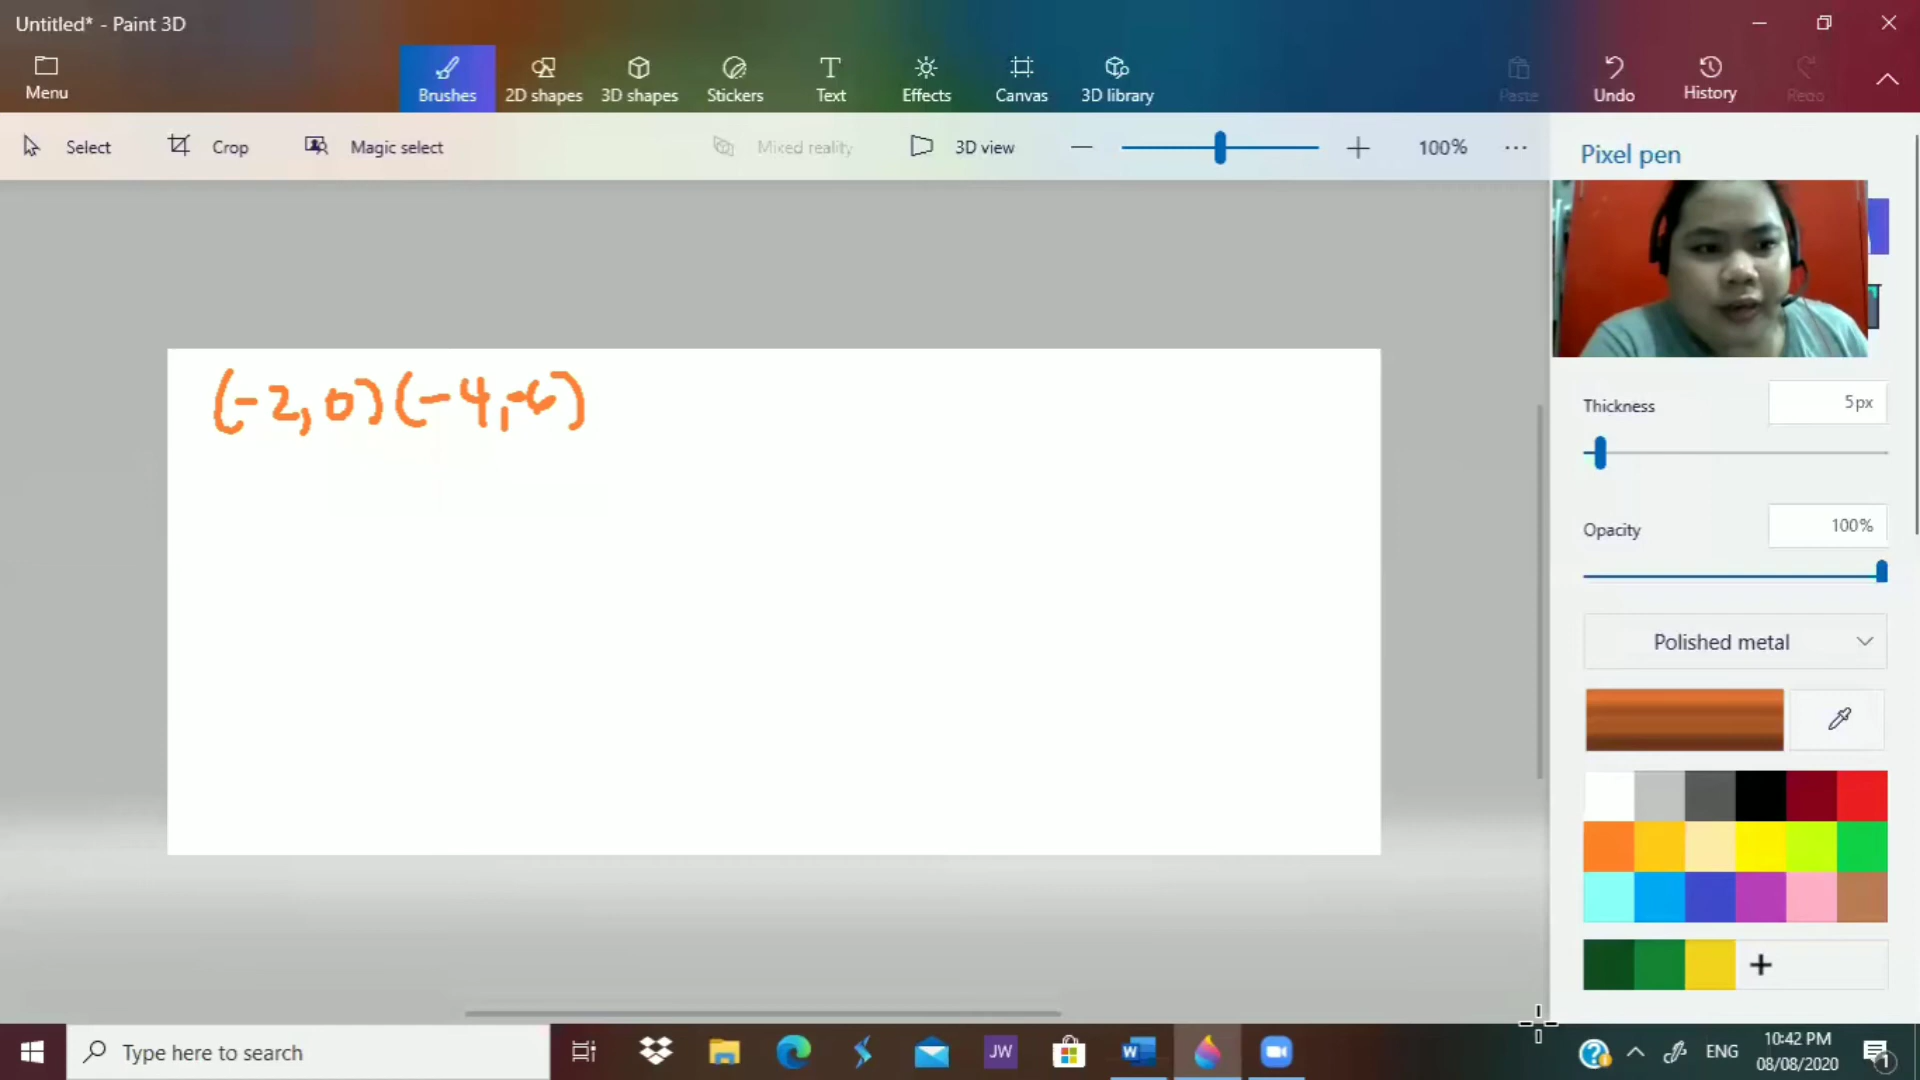 Untitled* - Paint 3D
Menu
Brushes
2D shapes
3D shapes
Stickers
Text
Effects
Canvas
3D library
Paste
Undo
History
Redo
Select
Crop
Magic select
Mixed reality
3D view
100%
Pixel pen
(-2,0)(-4,-6)
Thickness
5px
Opacity
100%
Polished metal
Type here to search
JW
W
ENG
10:42 PM
08/08/2020
1